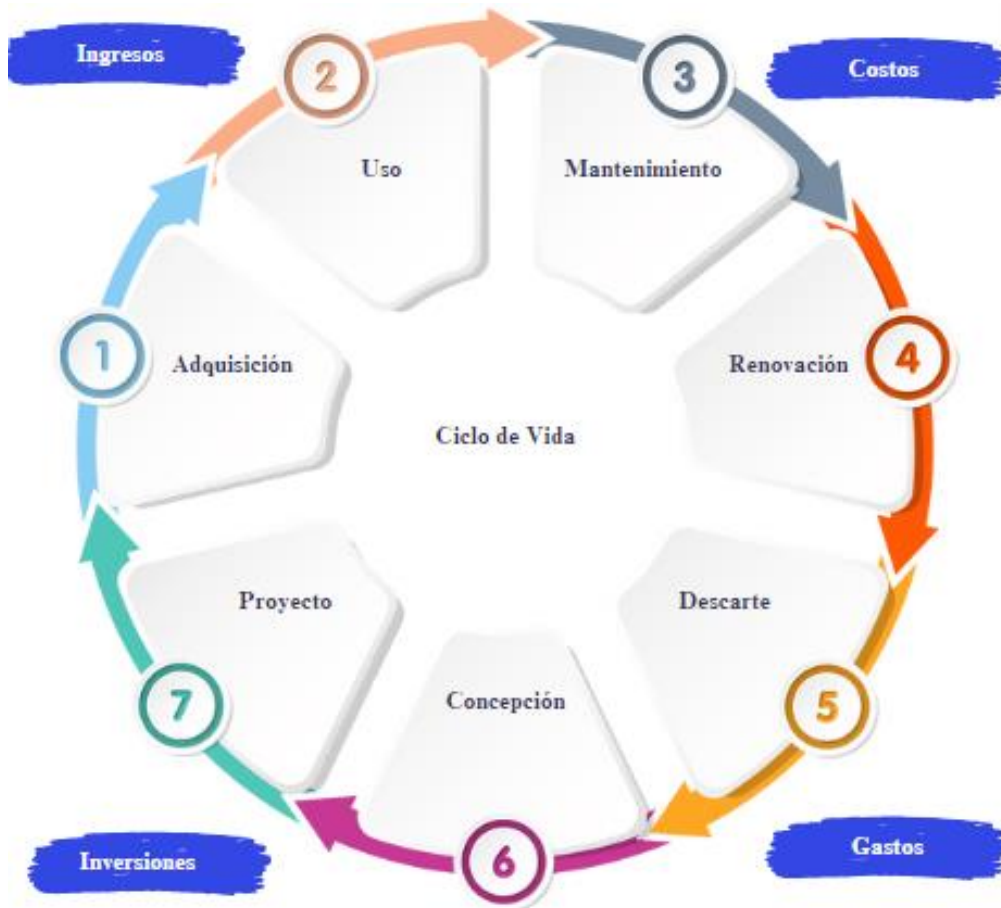 Ingresos
2
3
Costos
Uso
Mantenimiento
1
Adquisición
Renovación
4
Ciclo de Vida
Proyecto
Descarte
7
Concepción
5
Inversiones
6
Gastos